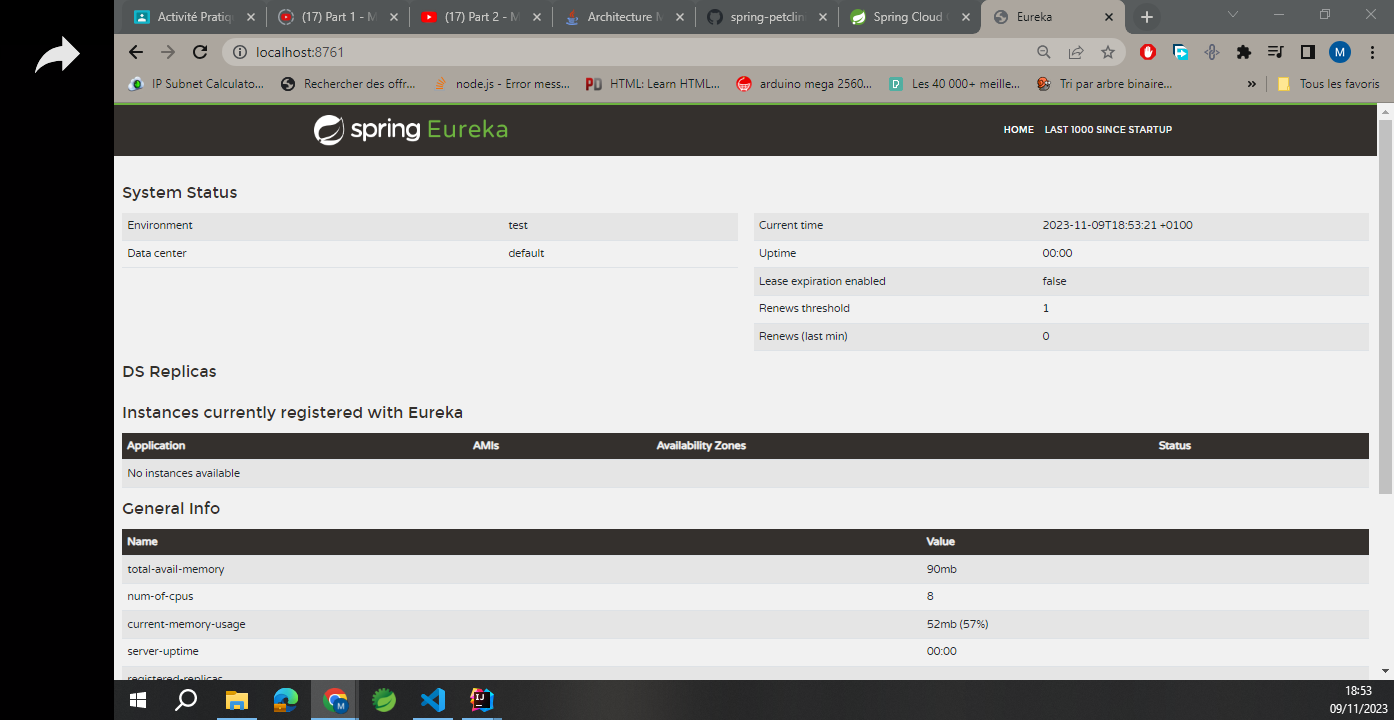 Activité Pratiq
(17) Part 1 - M
(17) Part 2 - M
Architecture M
spring-petclin
Spring Cloud
Eureka
localhost:8761
M
IP Subnet Calculato...
Rechercher des offr...
node.js - Error mess...
HTML: Learn HTML...
arduino mega 2560...
Les 40 000+ meille...
Tri par arbre binaire...
»
Tous les favoris
spring Eureka
HOME
LAST 1000 SINCE STARTUP
System Status
Environment test
Data center default
Current time 2023-11-09T18:53:21 +0100
Uptime 00:00
Lease expiration enabled false
Renews threshold 1
Renews (last min) 0
DS Replicas
Instances currently registered with Eureka
Application AMIs Availability Zones Status
No instances available
General Info
Name Value
total-avail-memory 90mb
num-of-cpus 8
current-memory-usage 52mb (57%)
server-uptime 00:00
registered-replicas
18:53
09/11/2023